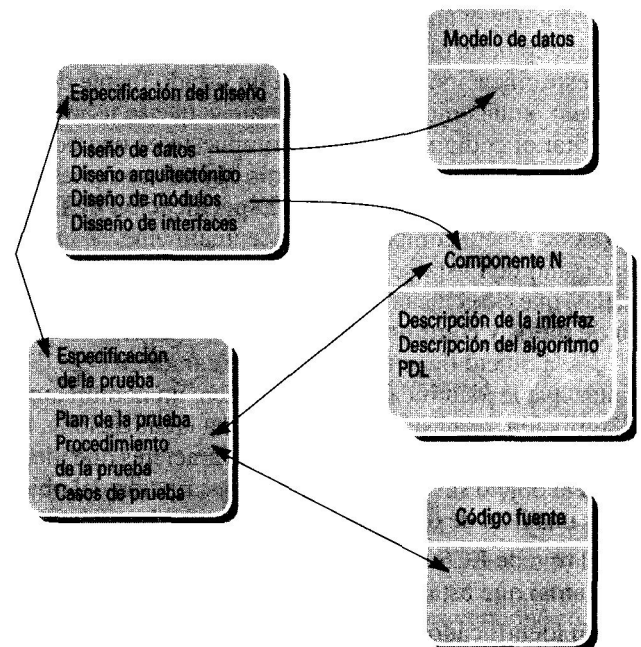 Modelo de datos
Especificación del diseño
Diseño de datos
Diseño arquitectónico
Diseño de módulos
Disseño de interfaces
Componente N
Descripción de la interfaz
Descripción del algoritmo
PDL
Especificación
de la prueba
Plan de la prueba
Procedimiento
de la prueba
Casos de prueba
Código fuente